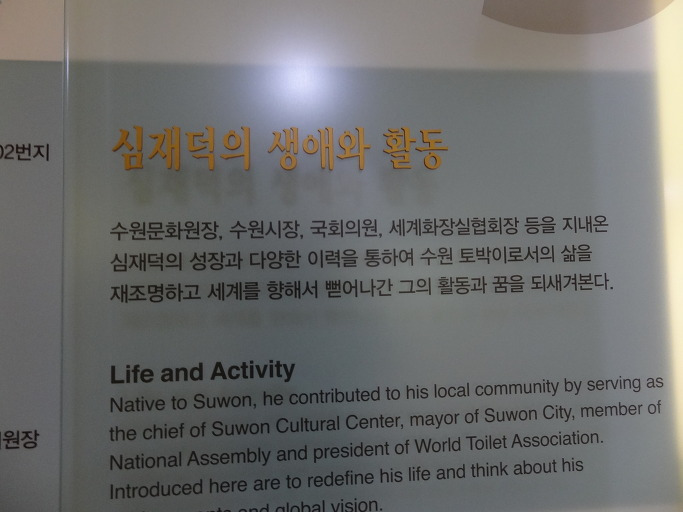 02번지
심재덕의 생애와 활동
수원문화원장, 수원시장, 국회의원, 세계화장실협회장 등을 지내온
심재덕의 성장과 다양한 이력을 통하여 수원 토박이로서의 삶을
재조명하고 세계를 향해서 뻗어나간 그의 활동과 꿈을 되새겨본다.
Life and Activity
Native to Suwon, he contributed to his local community by serving as
the chief of Suwon Cultural Center, mayor of Suwon City, member of
National Assembly and president of World Toilet Association.
Introduced here are to redefine his life and think about his
and global vision.
원장